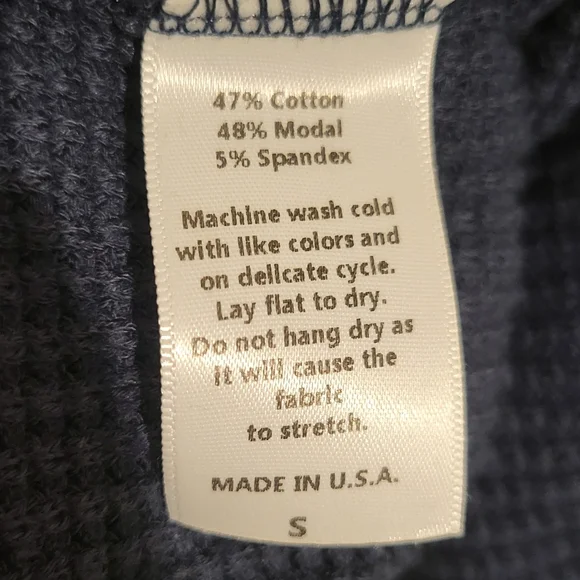 47% Cotton
48% Modal
5% Spandex
Machine wash cold
with like colors and
on delicate cycle.
Lay flat to dry.
Do not hang dry as
it will cause the
fabric
to stretch.
MADE IN U.S.A.
S